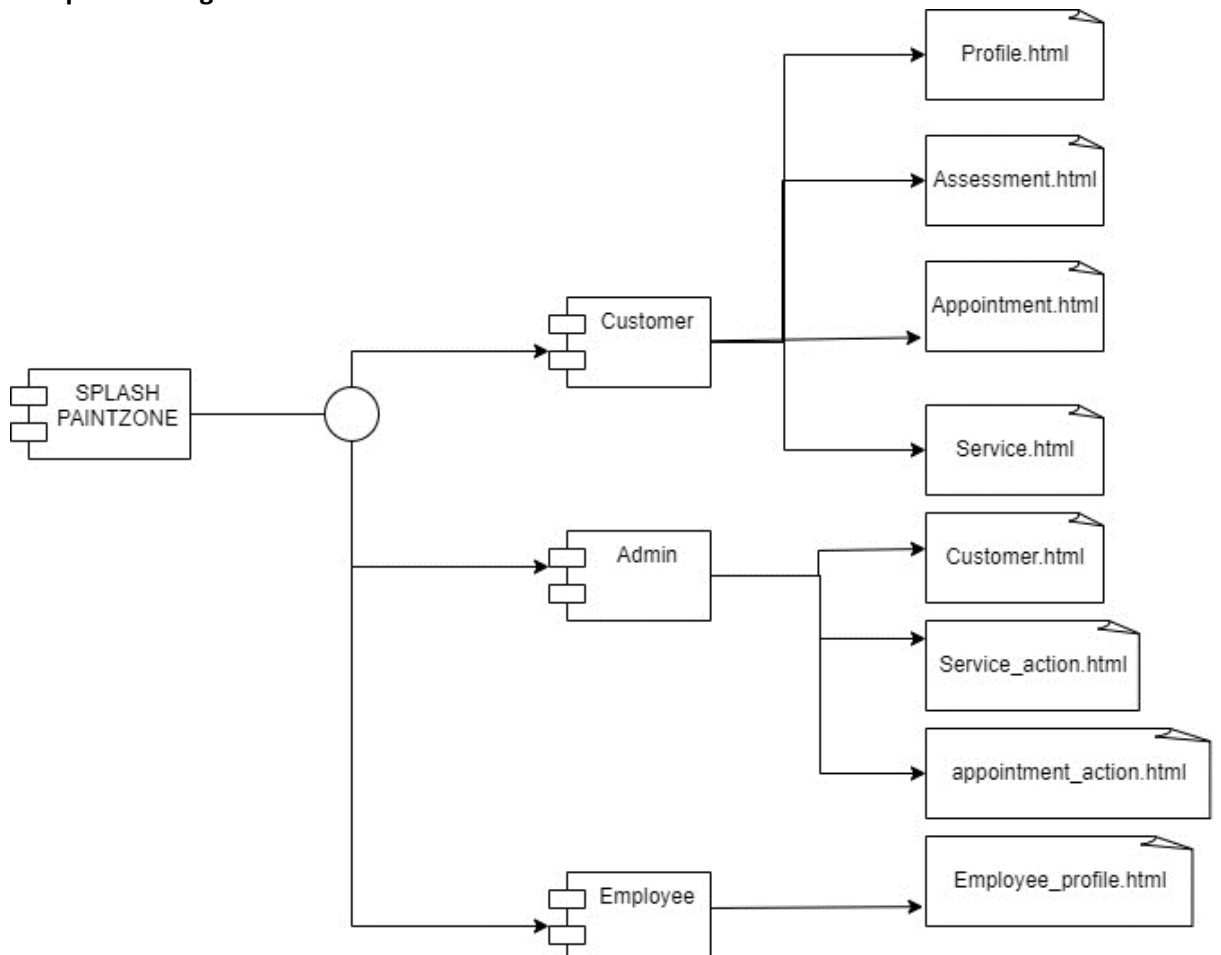 Profile.html
Assessment.html
Appointment.html
Customer
SPLASH
PAINTZONE
Service.html
Admin
Customer.html
Service_action.html
appointment_action.html
Employee_profile.html
Employee